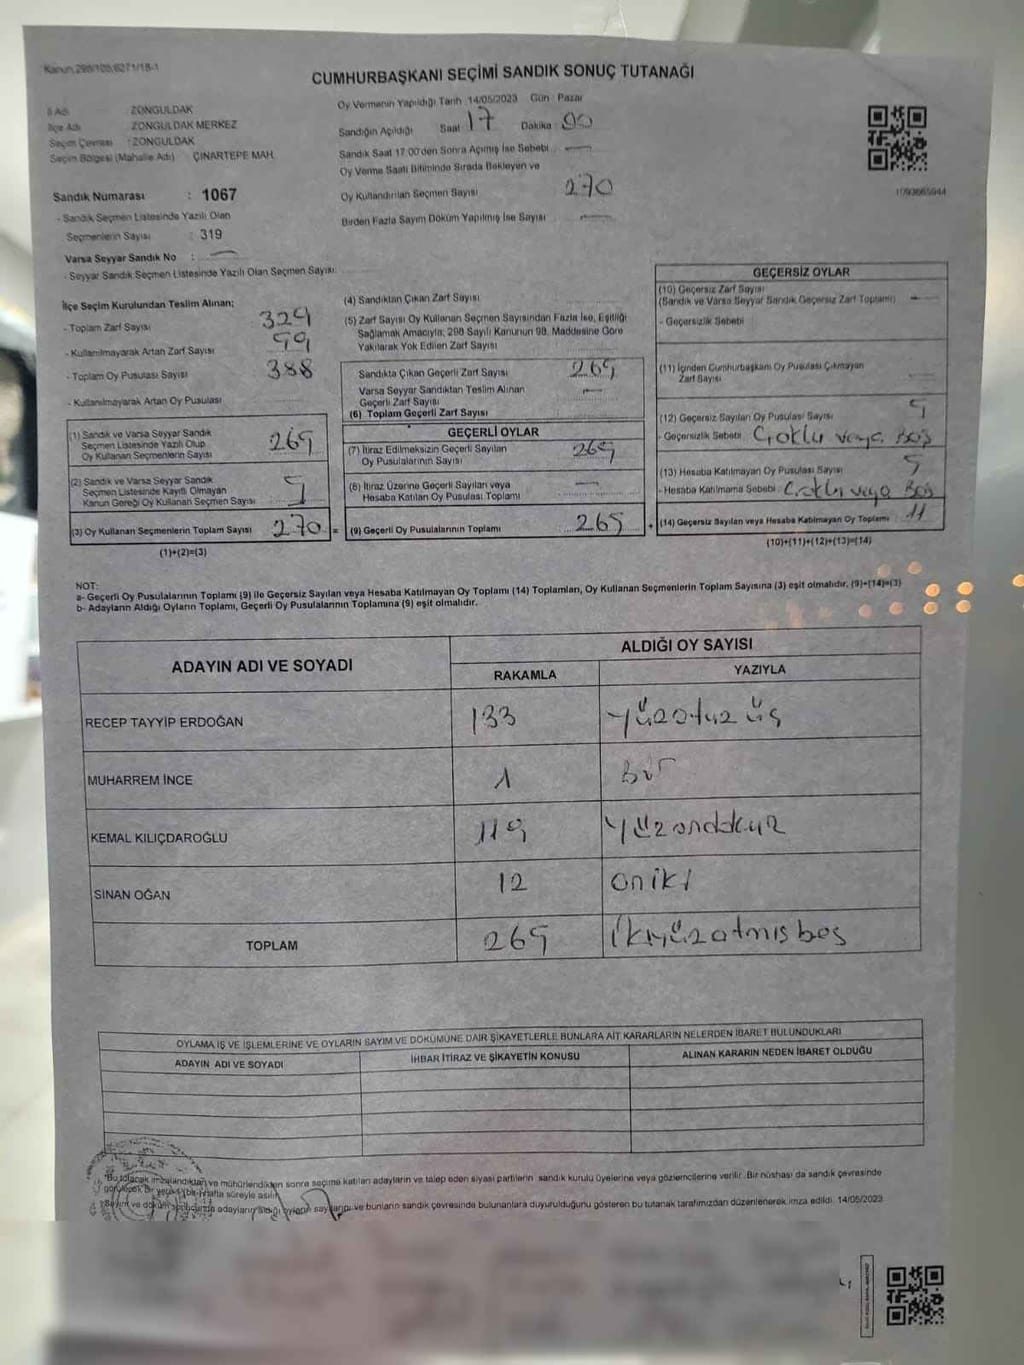 Kanun:298/105,6271/18-1
CUMHURBAŞKANI SEÇİMİ SANDIK SONUÇ TUTANAĞI
İl Adı ZONGULDAK
İlçe Adı ZONGULDAK MERKEZ
Seçim Çevresi : ZONGULDAK
Seçim Bölgesi (Mahalle Adı) ÇINARTEPE MAH.
Sandık Numarası : 1067
- Sandık Seçmen Listesinde Yazılı Olan
Seçmenlerin Sayısı : 319
Varsa Seyyar Sandık No :
- Seyyar Sandık Seçmen Listesinde Yazılı Olan Seçmen Sayısı:
Oy Vermenin Yapıldığı Tarih 14/05/2023 Gün : Pazar
Sandığın Açıldığı Saat 17 Dakika : 00
Sandık Saat 17:00'den Sonra Açılmış İse Sebebi
Oy Verme Saati Bitiminde Sırada Bekleyen ve
Oy Kullandırılan Seçmen Sayısı 270
Birden Fazla Sayım Döküm Yapılmış İse Sayısı
1093665944
İlçe Seçim Kurulundan Teslim Alınan;
- Toplam Zarf Sayısı 329
- Kullanılmayarak Artan Zarf Sayısı 59
- Toplam Oy Pusulası Sayısı 388
- Kullanılmayarak Artan Oy Pusulası
(1) Sandık ve Varsa Seyyar Sandık
Seçmen Listesinde Yazılı Olup
Oy Kullanan Seçmenlerin Sayısı 269
(2) Sandık ve Varsa Seyyar Sandık
Seçmen Listesinde Kayıtlı Olmayan
Kanun Gereği Oy Kullanan Seçmen Sayısı
(3) Oy Kullanan Seçmenlerin Toplam Sayısı 270 =
(1)+(2)=(3)
(4) Sandıktan Çıkan Zarf Sayısı
(5) Zarf Sayısı Oy Kullanan Seçmen Sayısından Fazla İse, Eşitliği
Sağlamak Amacıyla, 298 Sayılı Kanunun 98. Maddesine Göre
Yakılarak Yok Edilen Zarf Sayısı
Sandıkta Çıkan Geçerli Zarf Sayısı 265
Varsa Seyyar Sandıktan Teslim Alınan
Geçerli Zarf Sayısı
(6) Toplam Geçerli Zarf Sayısı
GEÇERLİ OYLAR
(7) İtiraz Edilmeksizin Geçerli Sayılan
Oy Pusulalarının Sayısı 265
(8) İtiraz Üzerine Geçerli Sayılan veya
Hesaba Katılan Oy Pusulası Toplamı
(9) Geçerli Oy Pusulalarının Toplamı 265 +
GEÇERSİZ OYLAR
(10) Geçersiz Zarf Sayısı
(Sandık ve Varsa Seyyar Sandık Geçersiz Zarf Toplamı)
- Geçersizlik Sebebi
(11) İçinden Cumhurbaşkanı Oy Pusulası Çıkmayan
Zarf Sayısı
(12) Geçersiz Sayılan Oy Pusulası Sayısı 5
- Geçersizlik Sebebi Çoklu veya Boş
(13) Hesaba Katılmayan Oy Pusulası Sayısı 5
- Hesaba Katılmama Sebebi : Çoklu veya Boş
(14) Geçersiz Sayılan veya Hesaba Katılmayan Oy Toplamı 11
(10)+(11)+(12)+(13)=(14)
NOT:
a- Geçerli Oy Pusulalarının Toplamı (9) ile Geçersiz Sayılan veya Hesaba Katılmayan Oy Toplamı (14) Toplamları, Oy Kullanan Seçmenlerin Toplam Sayısına (3) eşit olmalıdır. (9)+(14)=(3)
b- Adayların Aldığı Oyların Toplamı, Geçerli Oy Pusulalarının Toplamına (9) eşit olmalıdır.
ADAYIN ADI VE SOYADI
ALDIĞI OY SAYISI
RAKAMLA YAZIYLA
RECEP TAYYİP ERDOĞAN 133 yüzotuz üç
MUHARREM İNCE 1 Bir
KEMAL KILIÇDAROĞLU 119 yüzondokuz
SİNAN OĞAN 12 oniki
TOPLAM 265 ikiyüzatmışbeş
OYLAMA İŞ VE İŞLEMLERİNE VE OYLARIN SAYIM VE DÖKÜMÜNE DAİR ŞİKAYETLERLE BUNLARA AİT KARARLARIN NELERDEN İBARET BULUNDUKLARI
ADAYIN ADI VE SOYADI İHBAR İTİRAZ VE ŞİKAYETİN KONUSU ALINAN KARARIN NEDEN İBARET OLDUĞU
"Bu tutanak imzalandıktan ve mühürlendikten sonra seçime katılan adayların ve talep eden siyasi partilerin sandık kurulu üyelerine veya gözlemcilerine verilir. Bir nüshası da sandık çevresinde
görülecek bir yere bir hafta süreyle asılır.
Sayım ve döküm sonucunda adayların aldığı oyların sayılarını ve bunların sandık çevresinde bulunanlara duyurulduğunu gösteren bu tutanak tarafımızdan düzenlenerek imza edildi. 14/05/2023